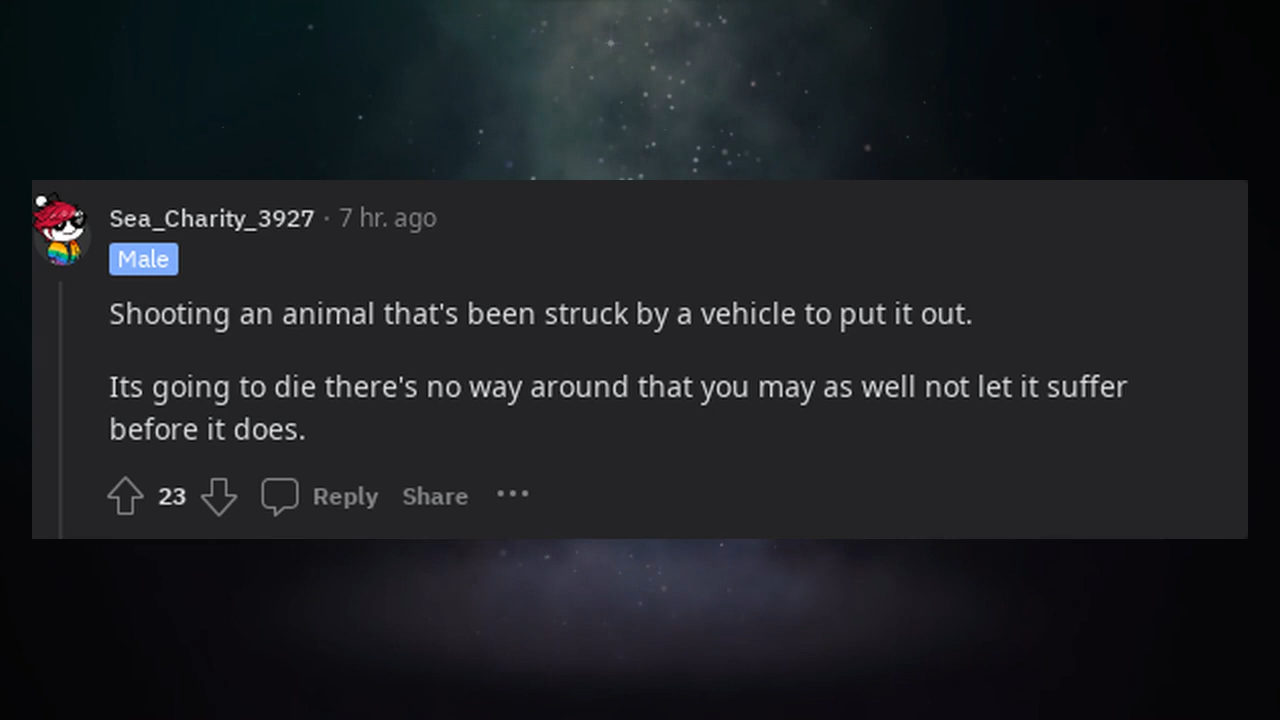 Sea_Charity_3927 · 7 hr. ago
Male
Shooting an animal that's been struck by a vehicle to put it out.
Its going to die there's no way around that you may as well not let it suffer
before it does.
23 Reply Share ···